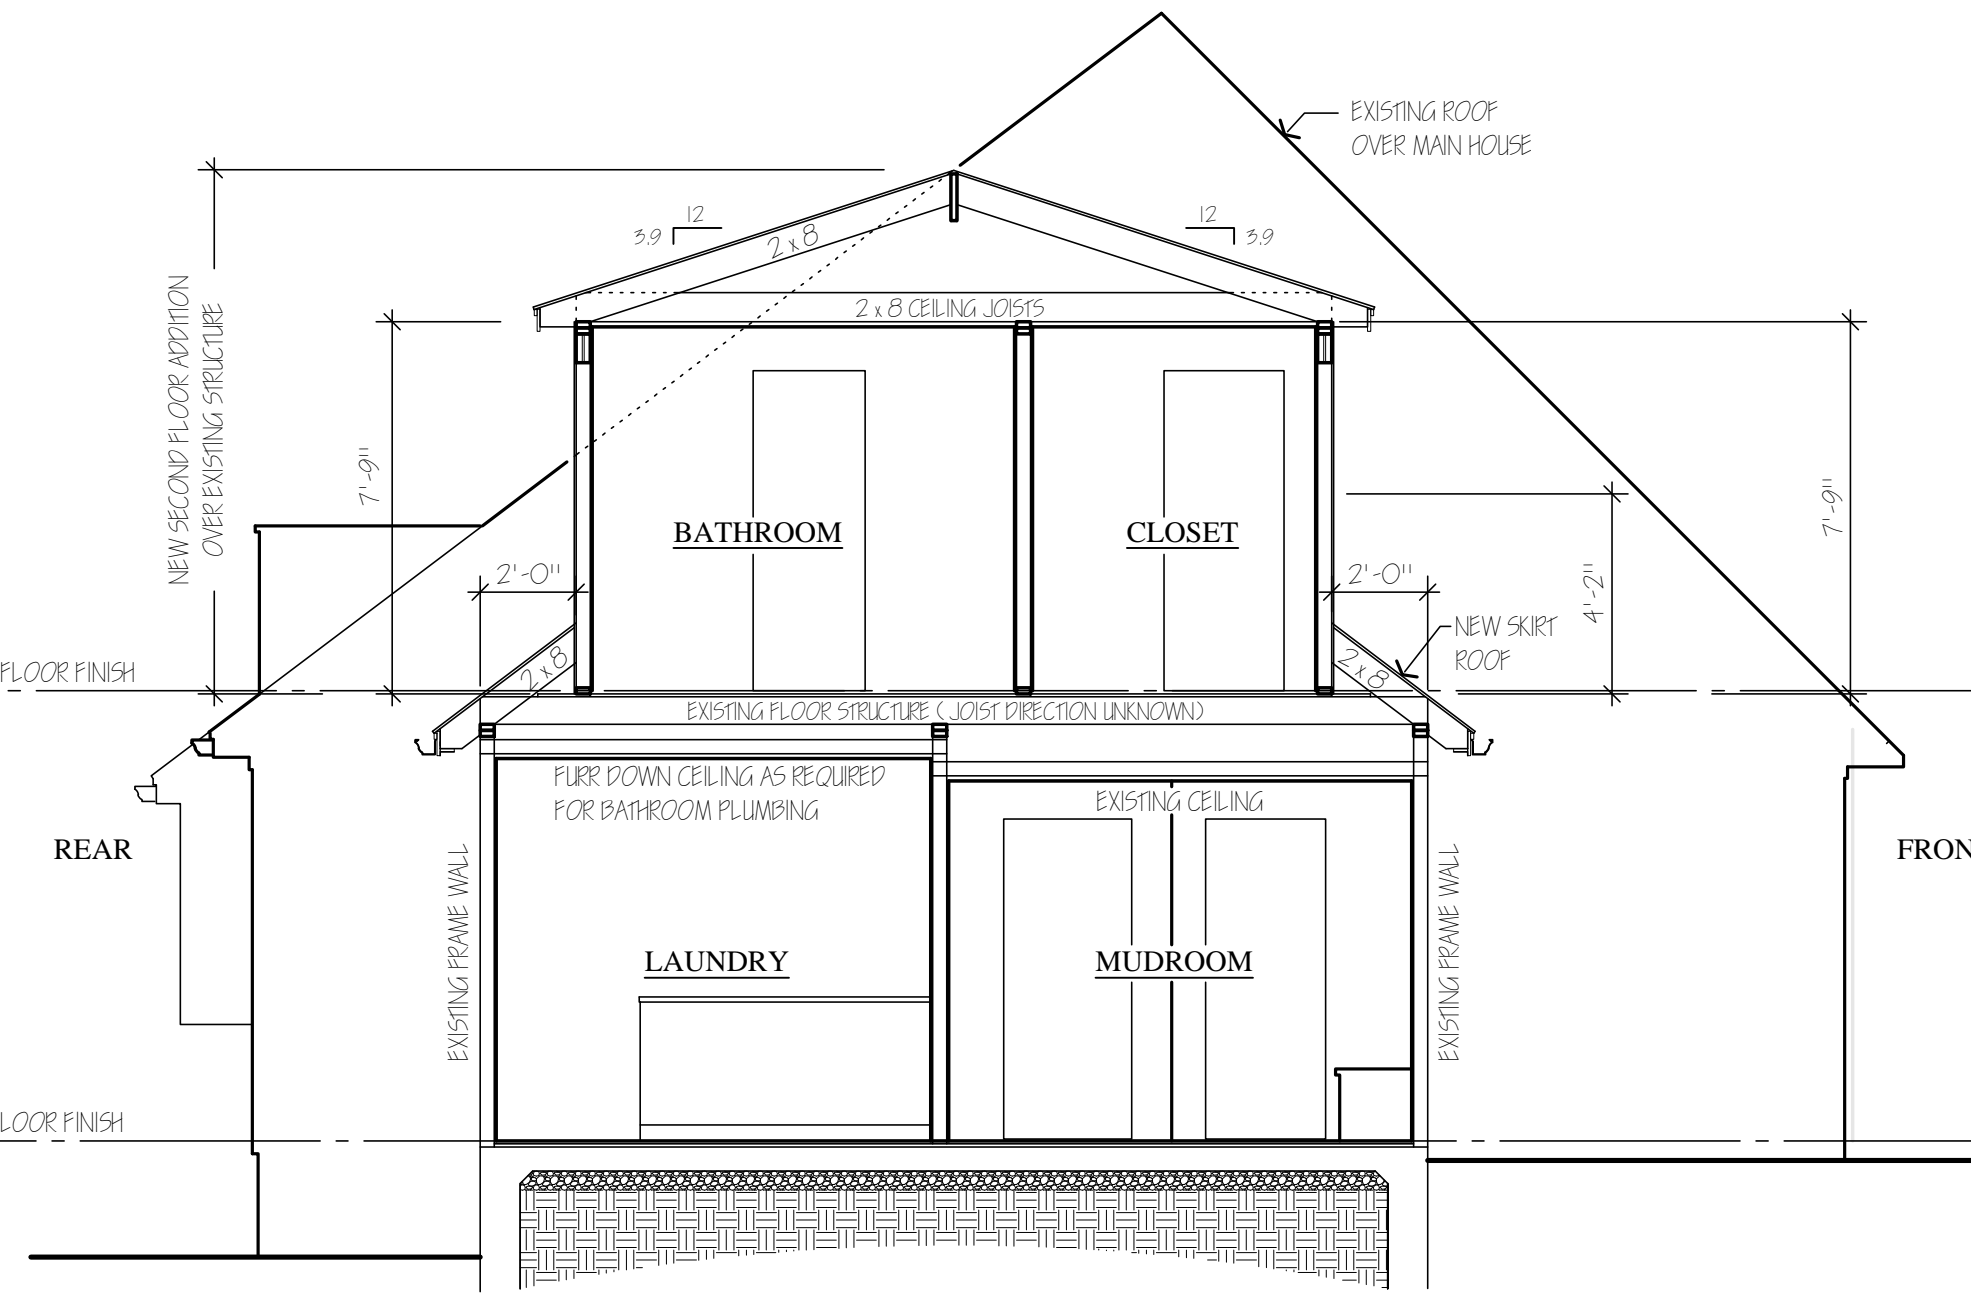 EXISTING ROOF
OVER MAIN HOUSE
12
3.9
2 x 8
12
3.9
2 x 8 CEILING JOISTS
NEW SECOND FLOOR ADDITION
OVER EXISTING STRUCTURE
7'-9"
7'-9"
4'-2"
BATHROOM
CLOSET
2'-0"
2'-0"
NEW SKIRT
ROOF
2 x 8
2 x 8
FLOOR FINISH
EXISTING FLOOR STRUCTURE ( JOIST DIRECTION UNKNOWN)
FURR DOWN CEILING AS REQUIRED
FOR BATHROOM PLUMBING
EXISTING CEILING
REAR
FRON
EXISTING FRAME WALL
EXISTING FRAME WALL
LAUNDRY
MUDROOM
LOOR FINISH